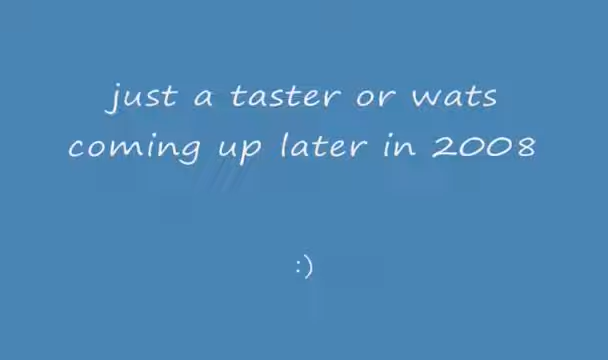 just a taster or wats
coming up later in 2008
:)